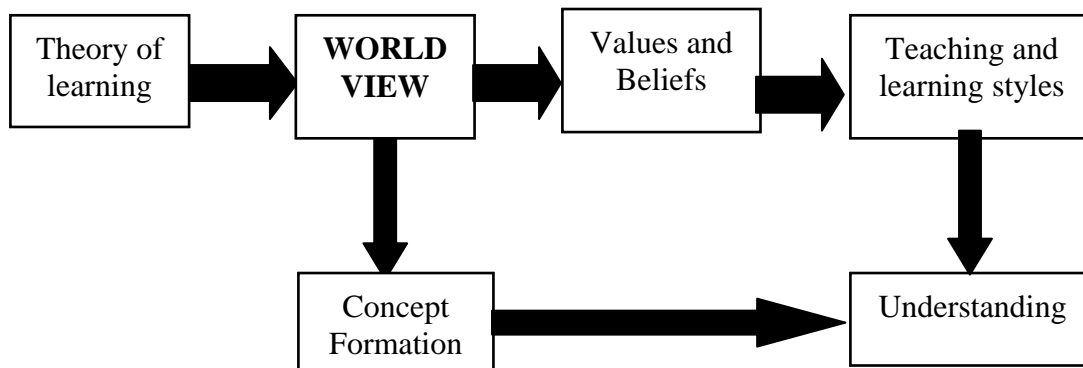 Theory of
learning
WORLD
VIEW
Values and
Beliefs
Teaching and
learning styles
Concept
Formation
Understanding